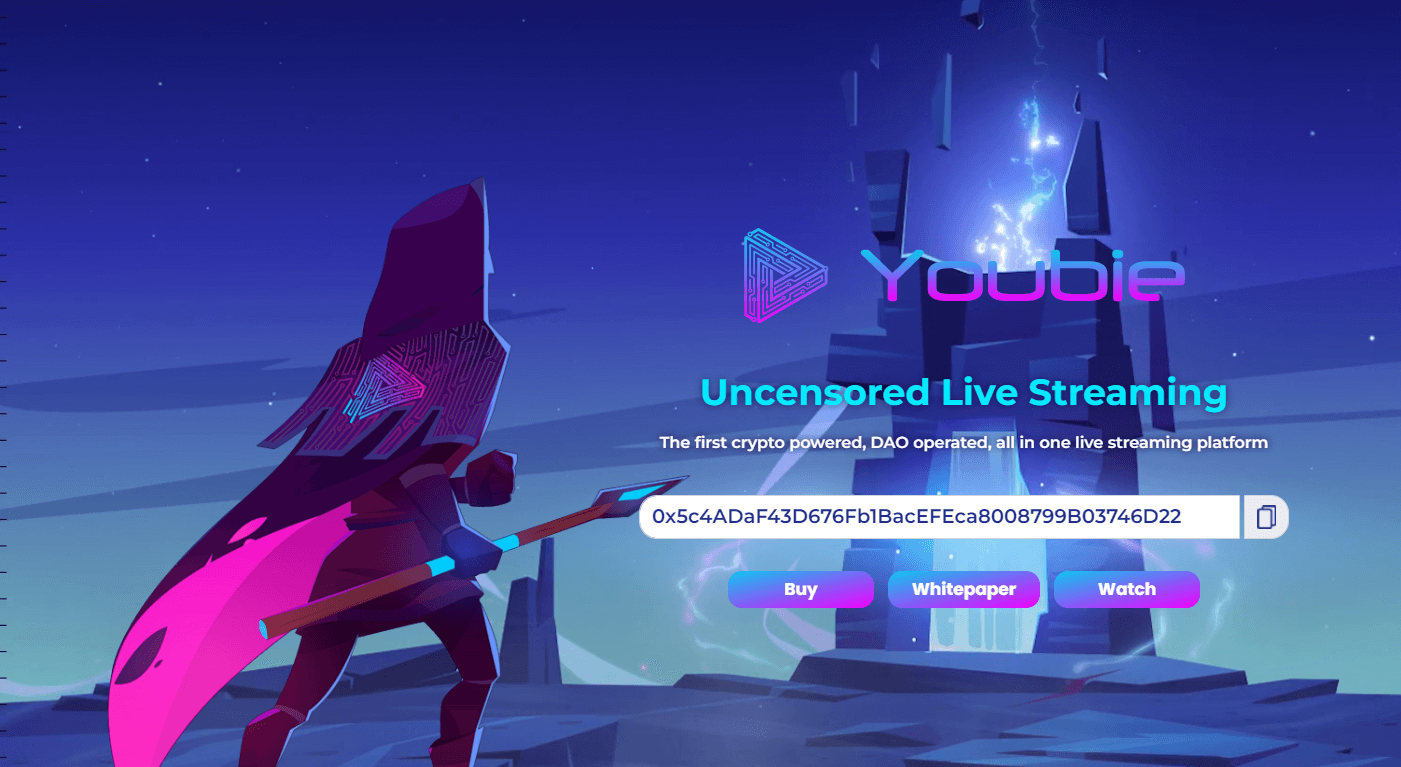 Youbie
Uncensored Live Streaming
The first crypto powered, DAO operated, all in one live streaming platform
0x5c4ADaF43D676Fb1BacEFEca8008799B03746D22
Buy
Whitepaper
Watch